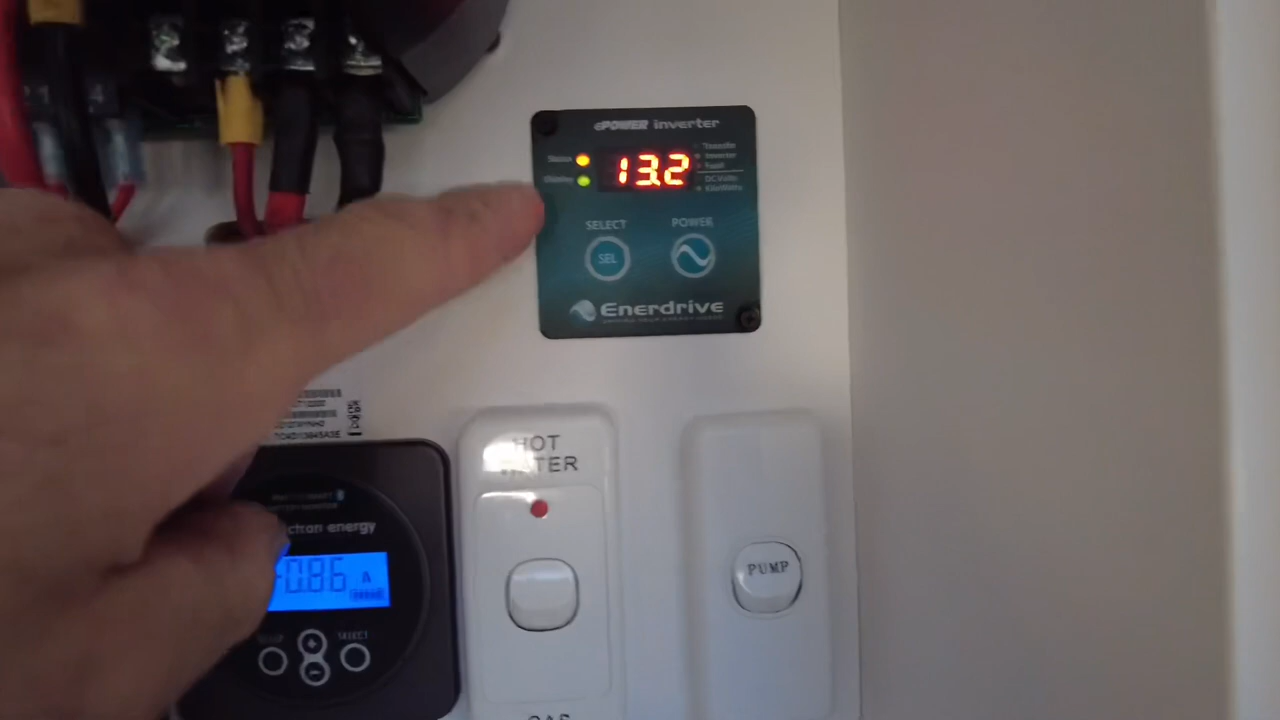 ePOWER inverter
Status
13.2
Transfer
Inverter
Fault
DC Volts
KiloWatts
SELECT
POWER
SEL
Enerdrive
HOT
WATER
ctron energy
0.86 A
SELECT
+
−
PUMP
GAS